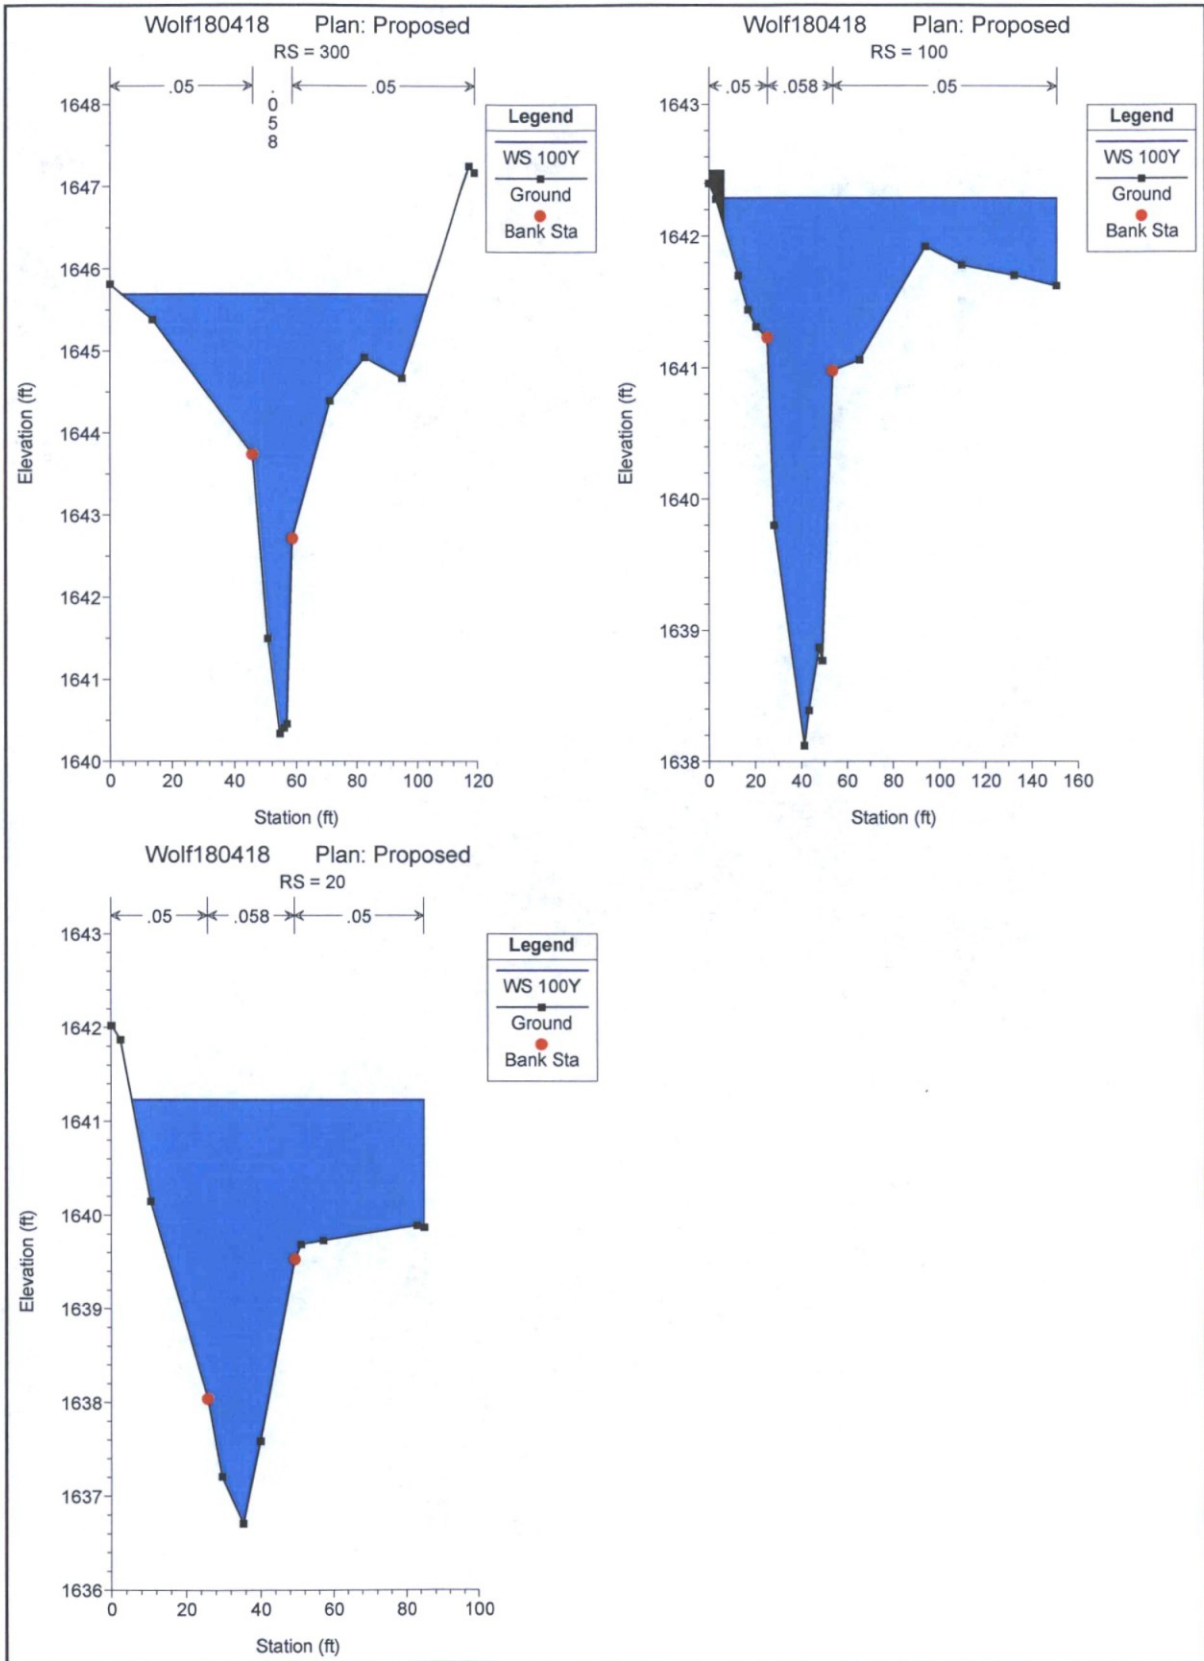 Wolf180418 Plan: Proposed
RS = 300
.05
.058
.05
Legend
WS 100Y
Ground
Bank Sta
1648
1647
1646
1645
1644
1643
1642
1641
1640
Elevation (ft)
0 20 40 60 80 100 120
Station (ft)
Wolf180418 Plan: Proposed
RS = 100
.05 .058 .05
Legend
WS 100Y
Ground
Bank Sta
1643
1642
1641
1640
1639
1638
Elevation (ft)
0 20 40 60 80 100 120 140 160
Station (ft)
Wolf180418 Plan: Proposed
RS = 20
.05 .058 .05
Legend
WS 100Y
Ground
Bank Sta
1643
1642
1641
1640
1639
1638
1637
1636
Elevation (ft)
0 20 40 60 80 100
Station (ft)